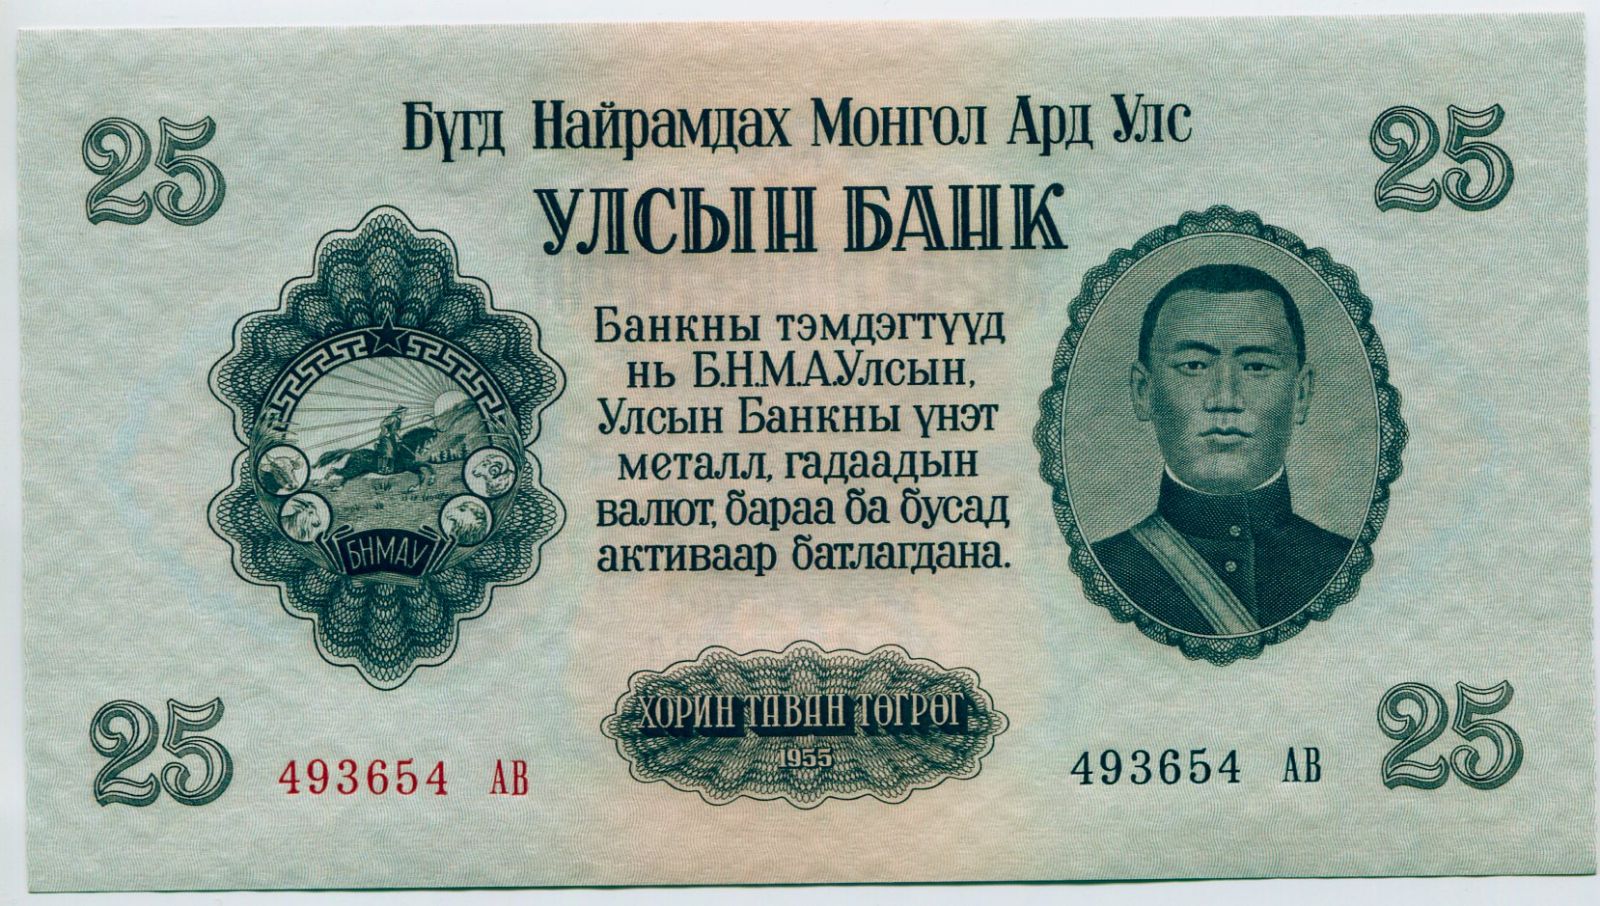 25
Бүгд Найрамдах Монгол Ард Улс
25
УЛСЫН БАНК
Банкны тэмдэгтүүд
нь Б.Н.М.А.Улсын,
Улсын Банкны үнэт
металл, гадаадын
валют, бараа ба бусад
активаар батлагдана.
БНМАУ
ХОРИН ТАВАН ТӨГРӨГ
1955
25
493654 АВ
493654 АВ
25